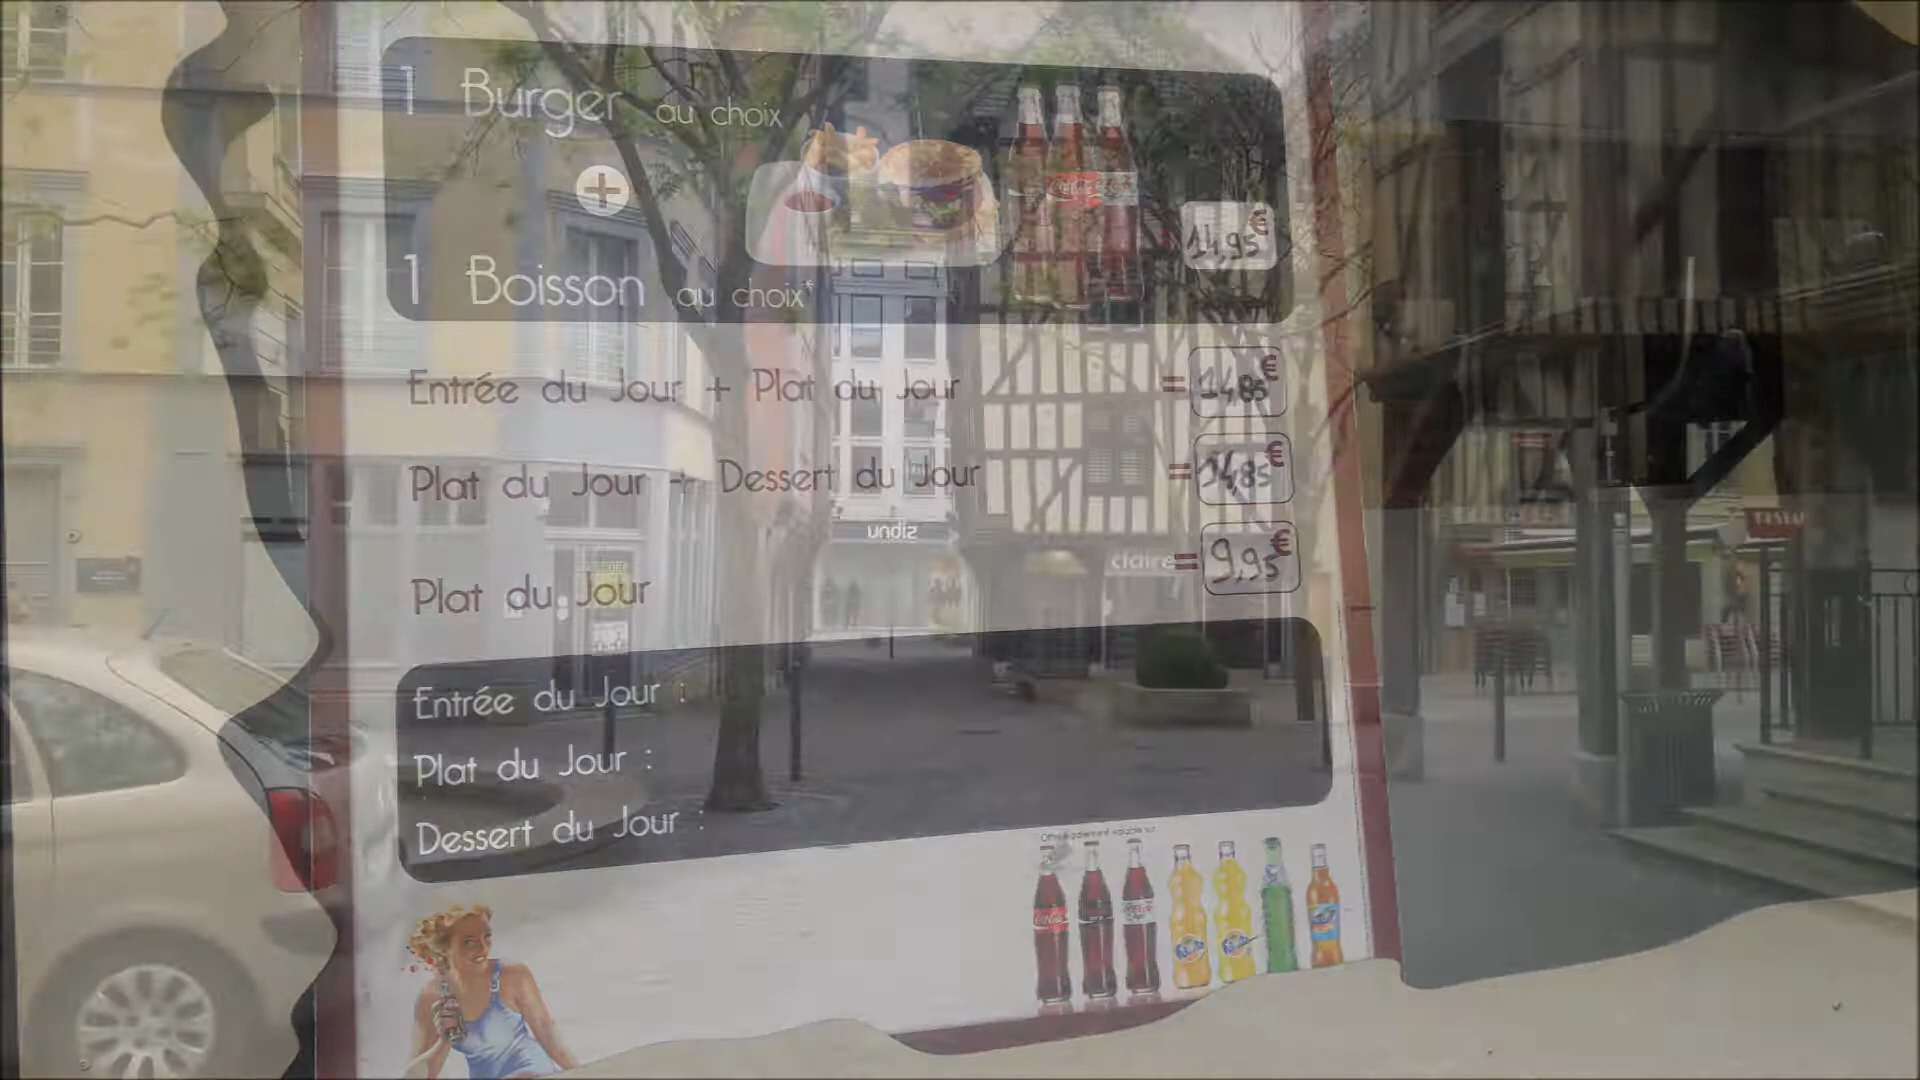 1 Burger au choix
+
1 Boisson au choix*
14,95€
Entrée du Jour + Plat du Jour = 14,85€
Plat du Jour + Dessert du Jour = 14,85€
undiz
claire
Plat du Jour = 9,95€
Entrée du Jour :
Plat du Jour :
Dessert du Jour :